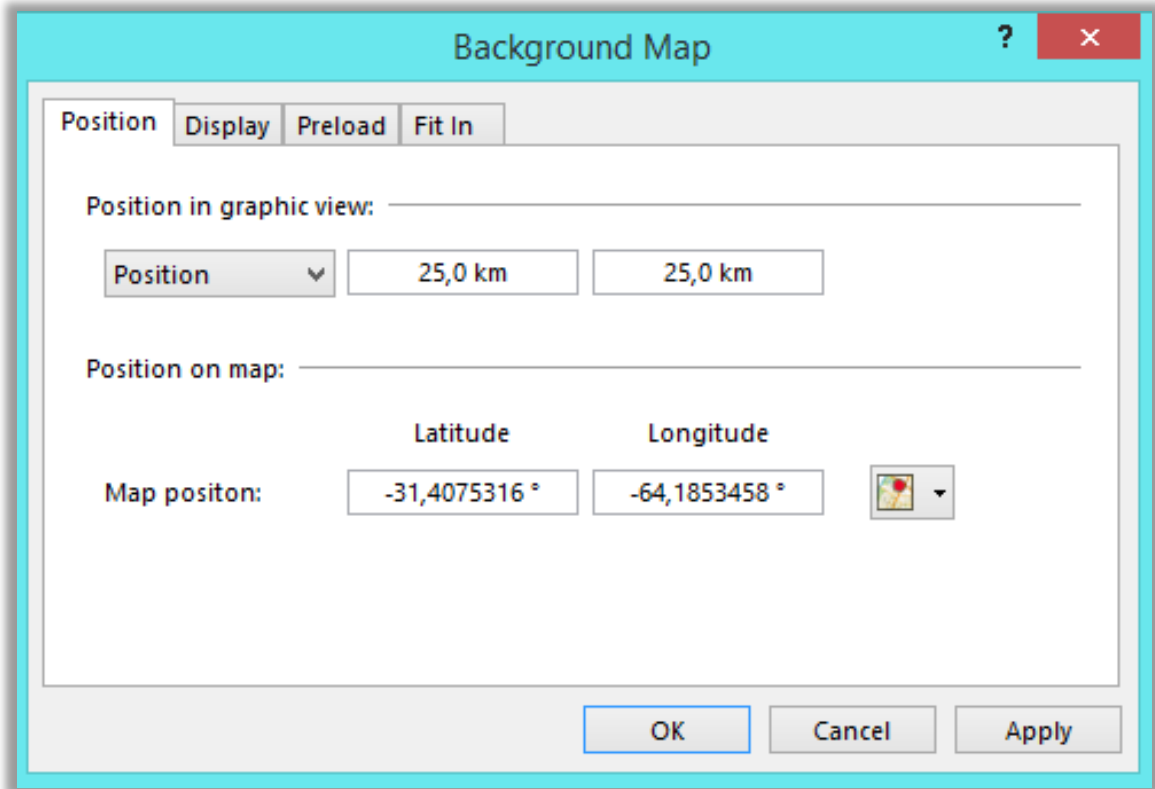 Background Map
?
Position Display Preload Fit In
Position in graphic view:
Position 25,0 km 25,0 km
Position on map:
Latitude Longitude
Map positon: -31,4075316 ° -64,1853458 °
OK Cancel Apply